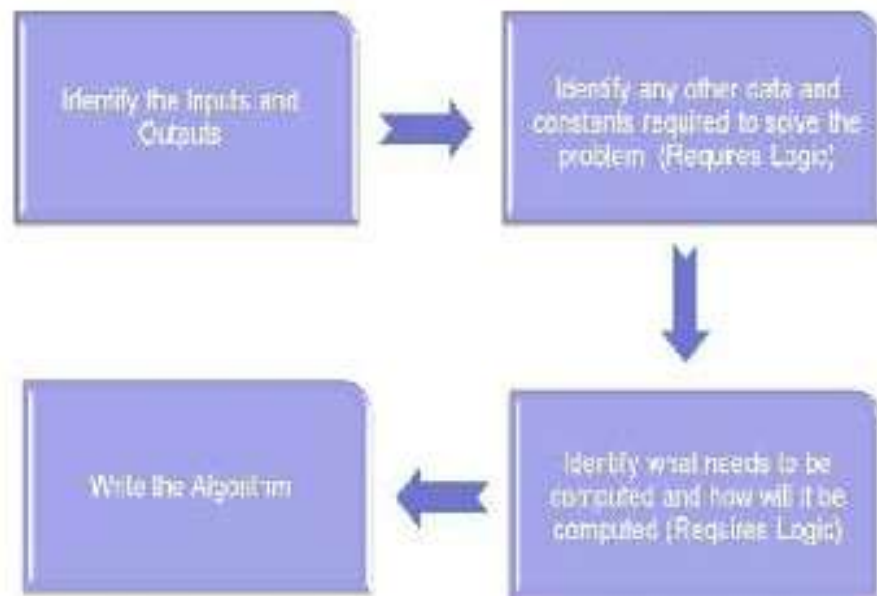 Identify the Inputs and
Outputs
Identify any other data and
constants required to solve the
problem (Requires Logic)
Identify what needs to be
computed and how will it be
computed (Requires Logic)
Write the Algorithm